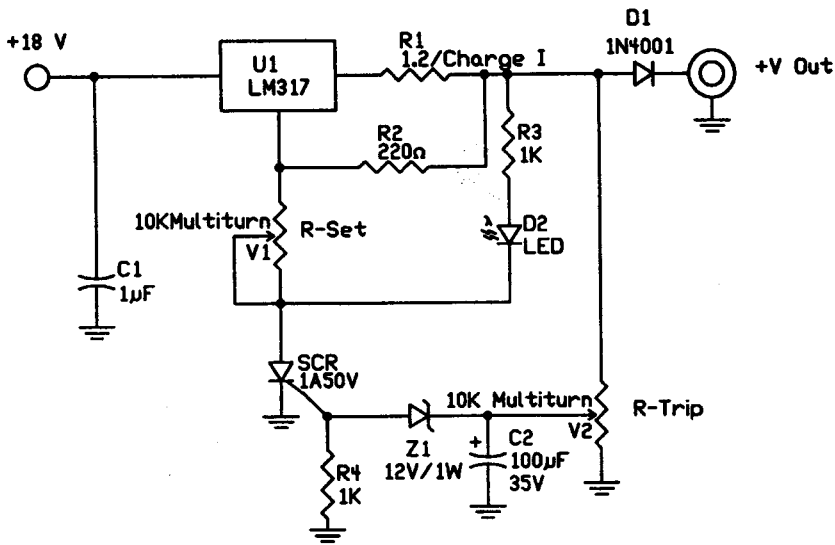 D1
+18 V
R1
1N4001
U1
1.2/Charge I
+V Out
LM317
R2
220Ω
R3
1K
10KMultiturn
R-Set
D2
V1
LED
C1
1µF
SCR
1A50V
10K Multiturn
R-Trip
V2
Z1
+
C2
12V/1W
100µF
35V
R4
1K